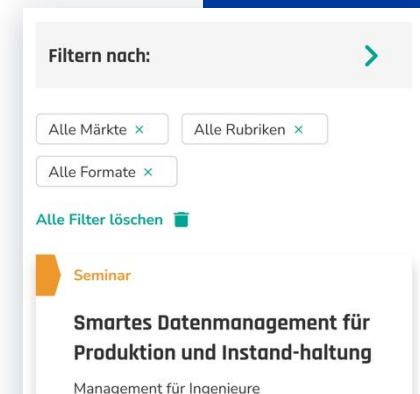 Filtern nach:
Alle Märkte ×
Alle Rubriken ×
Alle Formate ×
Alle Filter löschen
Seminar
Smartes Datenmanagement für
Produktion und Instand-haltung
Management für Ingenieure